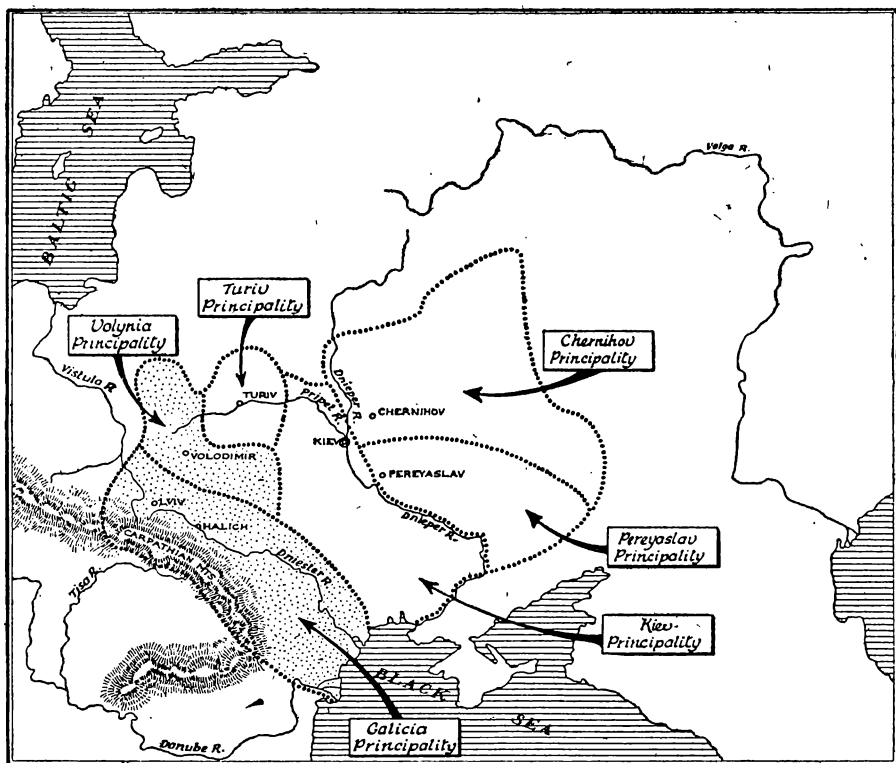 BALTIC SEA
Volga R.
Turiv
Principality
Volynia
Principality
Chernihov
Principality
Vistula R.
Dnieper R.
TURIV
Pripet R.
CHERNIHOV
KIEV
VOLODIMIR
PEREYASLAV
LVIV
HALICH
Dnieper R.
CARPATHIAN MTS.
Dniester R.
Pereyaslav
Principality
Tisa R.
Kiev-
Principality
BLACK SEA
Galicia
Principality
Danube R.